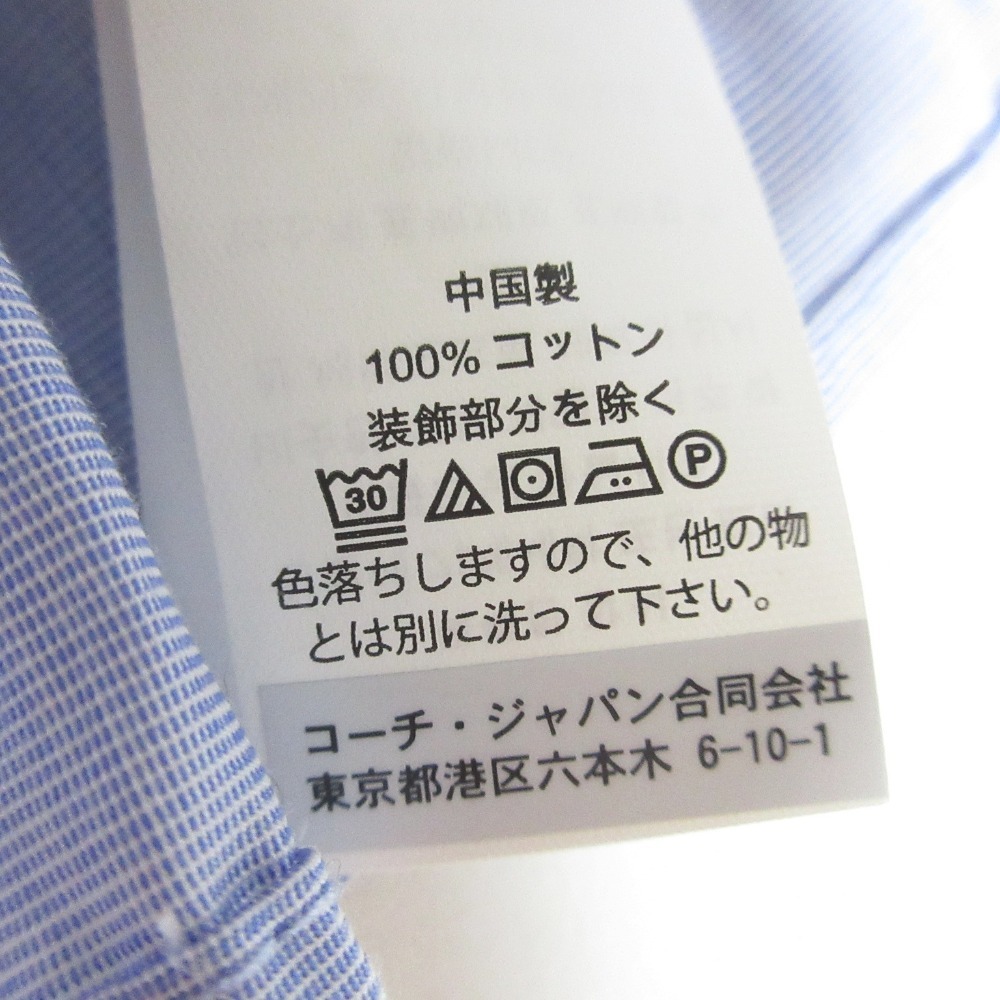 中国製
100% コットン
装飾部分を除く
30 P
色落ちしますので、他の物
とは別に洗って下さい。
コーチ・ジャパン合同会社
東京都港区六本木 6-10-1